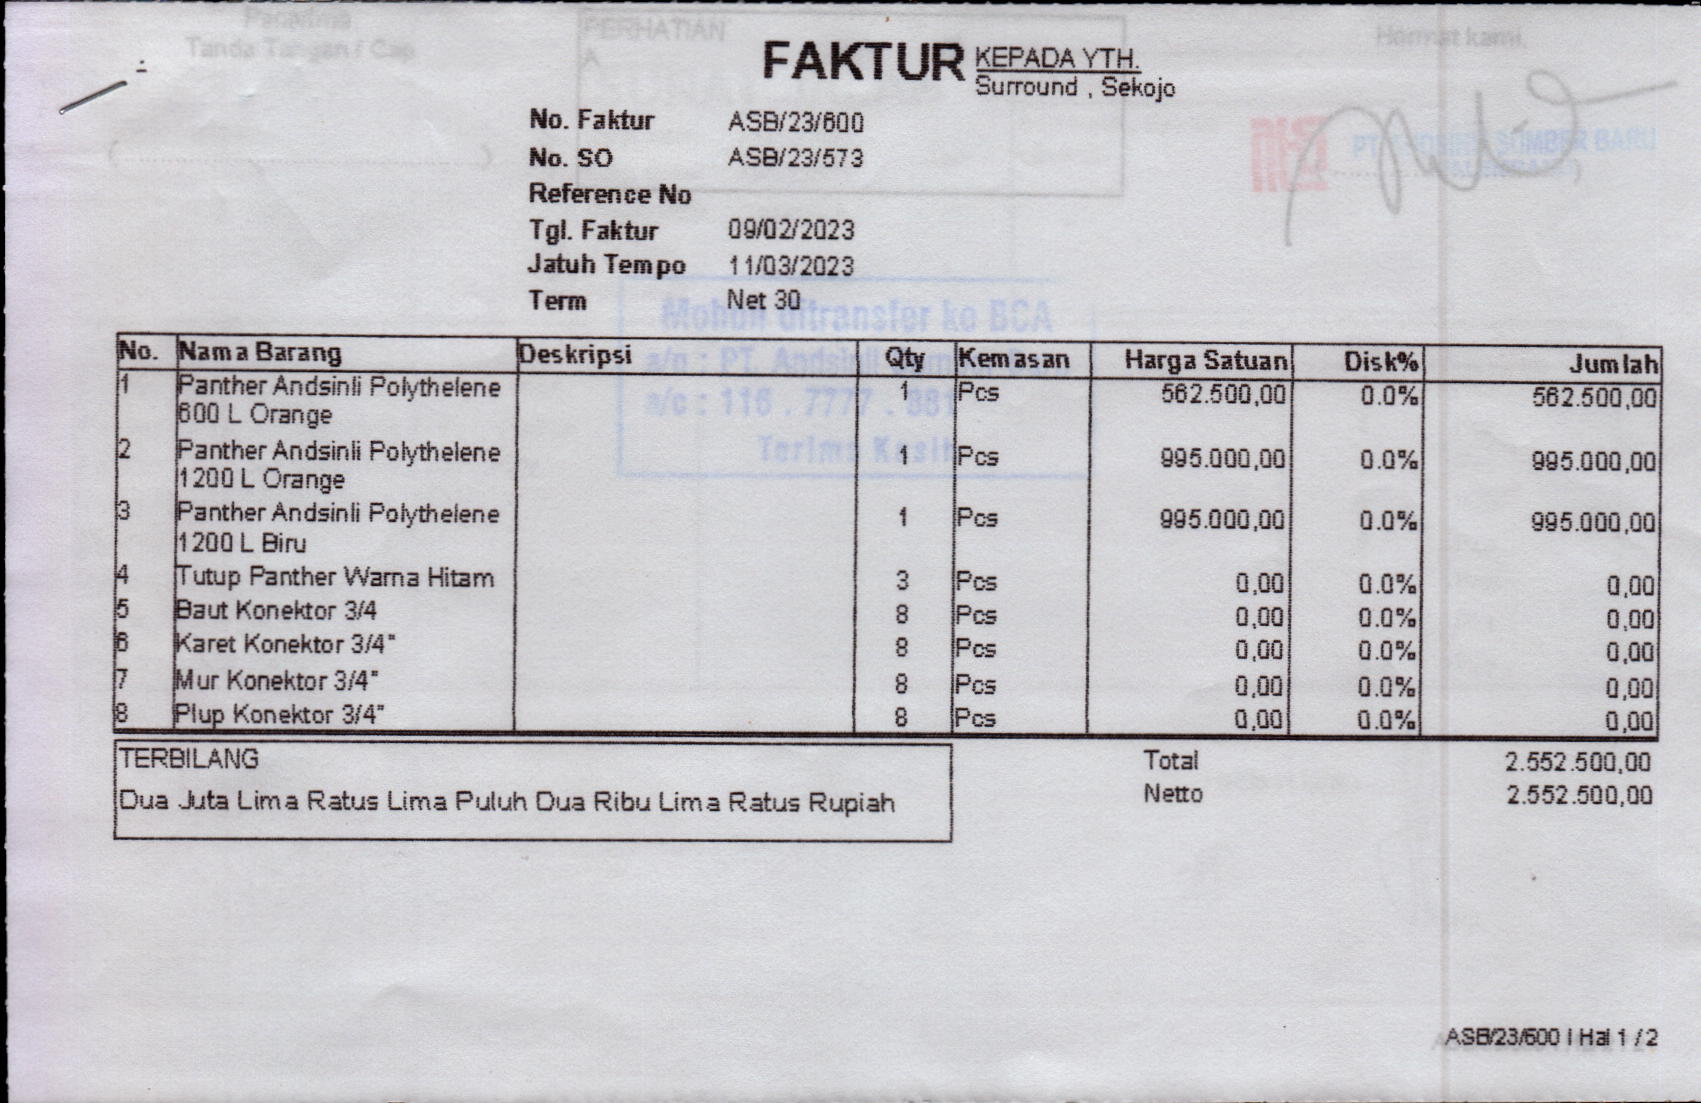 Penerima
Tanda Tangan / Cap
PERHATIAN
Hormat kami,
FAKTUR
KEPADA YTH.
Surround , Sekojo
No. Faktur ASB/23/600
No. SO ASB/23/573
Reference No
Tgl. Faktur 09/02/2023
Jatuh Tempo 11/03/2023
Term Net 30
Mohon ditransfer ke BCA
Terima Kasih
No. Nama Barang Deskripsi Qty Kemasan Harga Satuan Disk% Jumlah
1 Panther Andsinli Polythelene 1 Pcs 562.500,00 0.0% 562.500,00
600 L Orange
2 Panther Andsinli Polythelene 1 Pcs 995.000,00 0.0% 995.000,00
1200 L Orange
3 Panther Andsinli Polythelene 1 Pcs 995.000,00 0.0% 995.000,00
1200 L Biru
4 Tutup Panther Warna Hitam 3 Pcs 0,00 0.0% 0,00
5 Baut Konektor 3/4 8 Pcs 0,00 0.0% 0,00
6 Karet Konektor 3/4" 8 Pcs 0,00 0.0% 0,00
7 Mur Konektor 3/4" 8 Pcs 0,00 0.0% 0,00
8 Plup Konektor 3/4" 8 Pcs 0,00 0.0% 0,00
TERBILANG
Dua Juta Lima Ratus Lima Puluh Dua Ribu Lima Ratus Rupiah
Total 2.552.500,00
Netto 2.552.500,00
ASB/23/600 | Hal 1 / 2